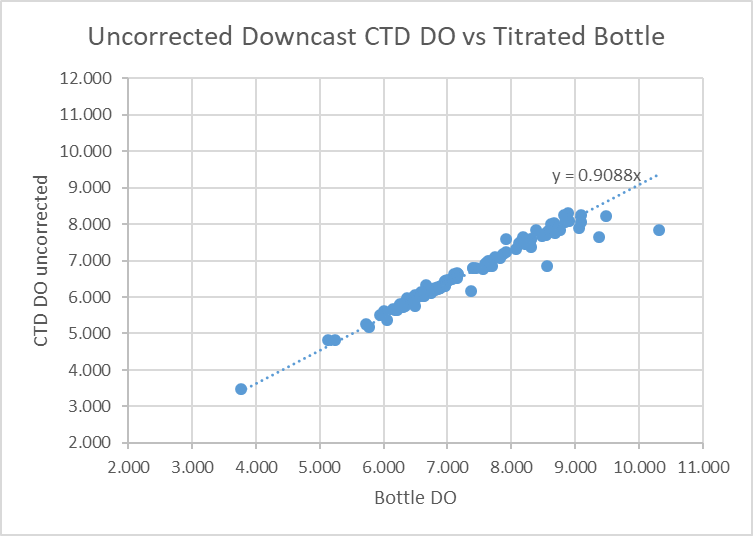 Uncorrected Downcast CTD DO vs Titrated Bottle
12.000
11.000
10.000
9.000
8.000
7.000
6.000
5.000
4.000
3.000
2.000
CTD DO uncorrected
y = 0.9088x
2.000 3.000 4.000 5.000 6.000 7.000 8.000 9.000 10.000 11.000
Bottle DO